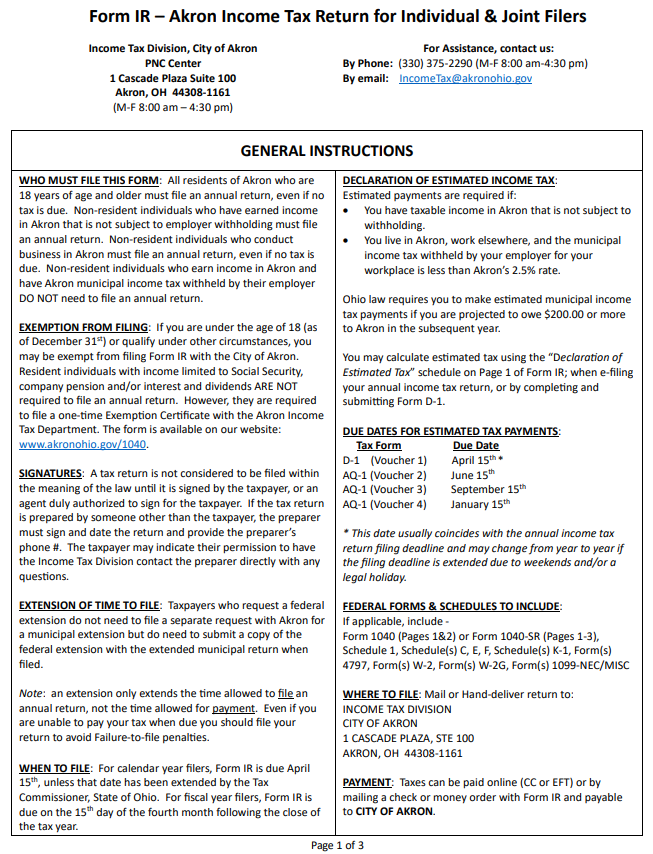 Form IR – Akron Income Tax Return for Individual & Joint Filers
Income Tax Division, City of Akron
PNC Center
1 Cascade Plaza Suite 100
Akron, OH  44308-1161
(M-F 8:00 am – 4:30 pm)
For Assistance, contact us:
By Phone:  (330) 375-2290 (M-F 8:00 am-4:30 pm)
By email:   IncomeTax@akronohio.gov
GENERAL INSTRUCTIONS
WHO MUST FILE THIS FORM:  All residents of Akron who are
18 years of age and older must file an annual return, even if no
tax is due.  Non-resident individuals who have earned income
in Akron that is not subject to employer withholding must file
an annual return.  Non-resident individuals who conduct
business in Akron must file an annual return, even if no tax is
due.  Non-resident individuals who earn income in Akron and
have Akron municipal income tax withheld by their employer
DO NOT need to file an annual return.
EXEMPTION FROM FILING:  If you are under the age of 18 (as
of December 31st) or qualify under other circumstances, you
may be exempt from filing Form IR with the City of Akron.
Resident individuals with income limited to Social Security,
company pension and/or interest and dividends ARE NOT
required to file an annual return.  However, they are required
to file a one-time Exemption Certificate with the Akron Income
Tax Department. The form is available on our website:
www.akronohio.gov/1040.
SIGNATURES:  A tax return is not considered to be filed within
the meaning of the law until it is signed by the taxpayer, or an
agent duly authorized to sign for the taxpayer.  If the tax return
is prepared by someone other than the taxpayer, the preparer
must sign and date the return and provide the preparer's
phone #.  The taxpayer may indicate their permission to have
the Income Tax Division contact the preparer directly with any
questions.
EXTENSION OF TIME TO FILE:  Taxpayers who request a federal
extension do not need to file a separate request with Akron for
a municipal extension but do need to submit a copy of the
federal extension with the extended municipal return when
filed.
Note:  an extension only extends the time allowed to file an
annual return, not the time allowed for payment.  Even if you
are unable to pay your tax when due you should file your
return to avoid Failure-to-file penalties.
WHEN TO FILE:  For calendar year filers, Form IR is due April
15th, unless that date has been extended by the Tax
Commissioner, State of Ohio.  For fiscal year filers, Form IR is
due on the 15th day of the fourth month following the close of
the tax year.
DECLARATION OF ESTIMATED INCOME TAX:
Estimated payments are required if:
• You have taxable income in Akron that is not subject to
withholding.
• You live in Akron, work elsewhere, and the municipal
income tax withheld by your employer for your
workplace is less than Akron's 2.5% rate.
Ohio law requires you to make estimated municipal income
tax payments if you are projected to owe $200.00 or more
to Akron in the subsequent year.
You may calculate estimated tax using the "Declaration of
Estimated Tax" schedule on Page 1 of Form IR; when e-filing
your annual income tax return, or by completing and
submitting Form D-1.
DUE DATES FOR ESTIMATED TAX PAYMENTS:
Tax Form Due Date
D-1   (Voucher 1) April 15th *
AQ-1 (Voucher 2) June 15th
AQ-1 (Voucher 3) September 15th
AQ-1 (Voucher 4) January 15th
* This date usually coincides with the annual income tax
return filing deadline and may change from year to year if
the filing deadline is extended due to weekends and/or a
legal holiday.
FEDERAL FORMS & SCHEDULES TO INCLUDE:
If applicable, include -
Form 1040 (Pages 1&2) or Form 1040-SR (Pages 1-3),
Schedule 1, Schedule(s) C, E, F, Schedule(s) K-1, Form(s)
4797, Form(s) W-2, Form(s) W-2G, Form(s) 1099-NEC/MISC
WHERE TO FILE: Mail or Hand-deliver return to:
INCOME TAX DIVISION
CITY OF AKRON
1 CASCADE PLAZA, STE 100
AKRON, OH  44308-1161
PAYMENT:  Taxes can be paid online (CC or EFT) or by
mailing a check or money order with Form IR and payable
to CITY OF AKRON.
Page 1 of 3